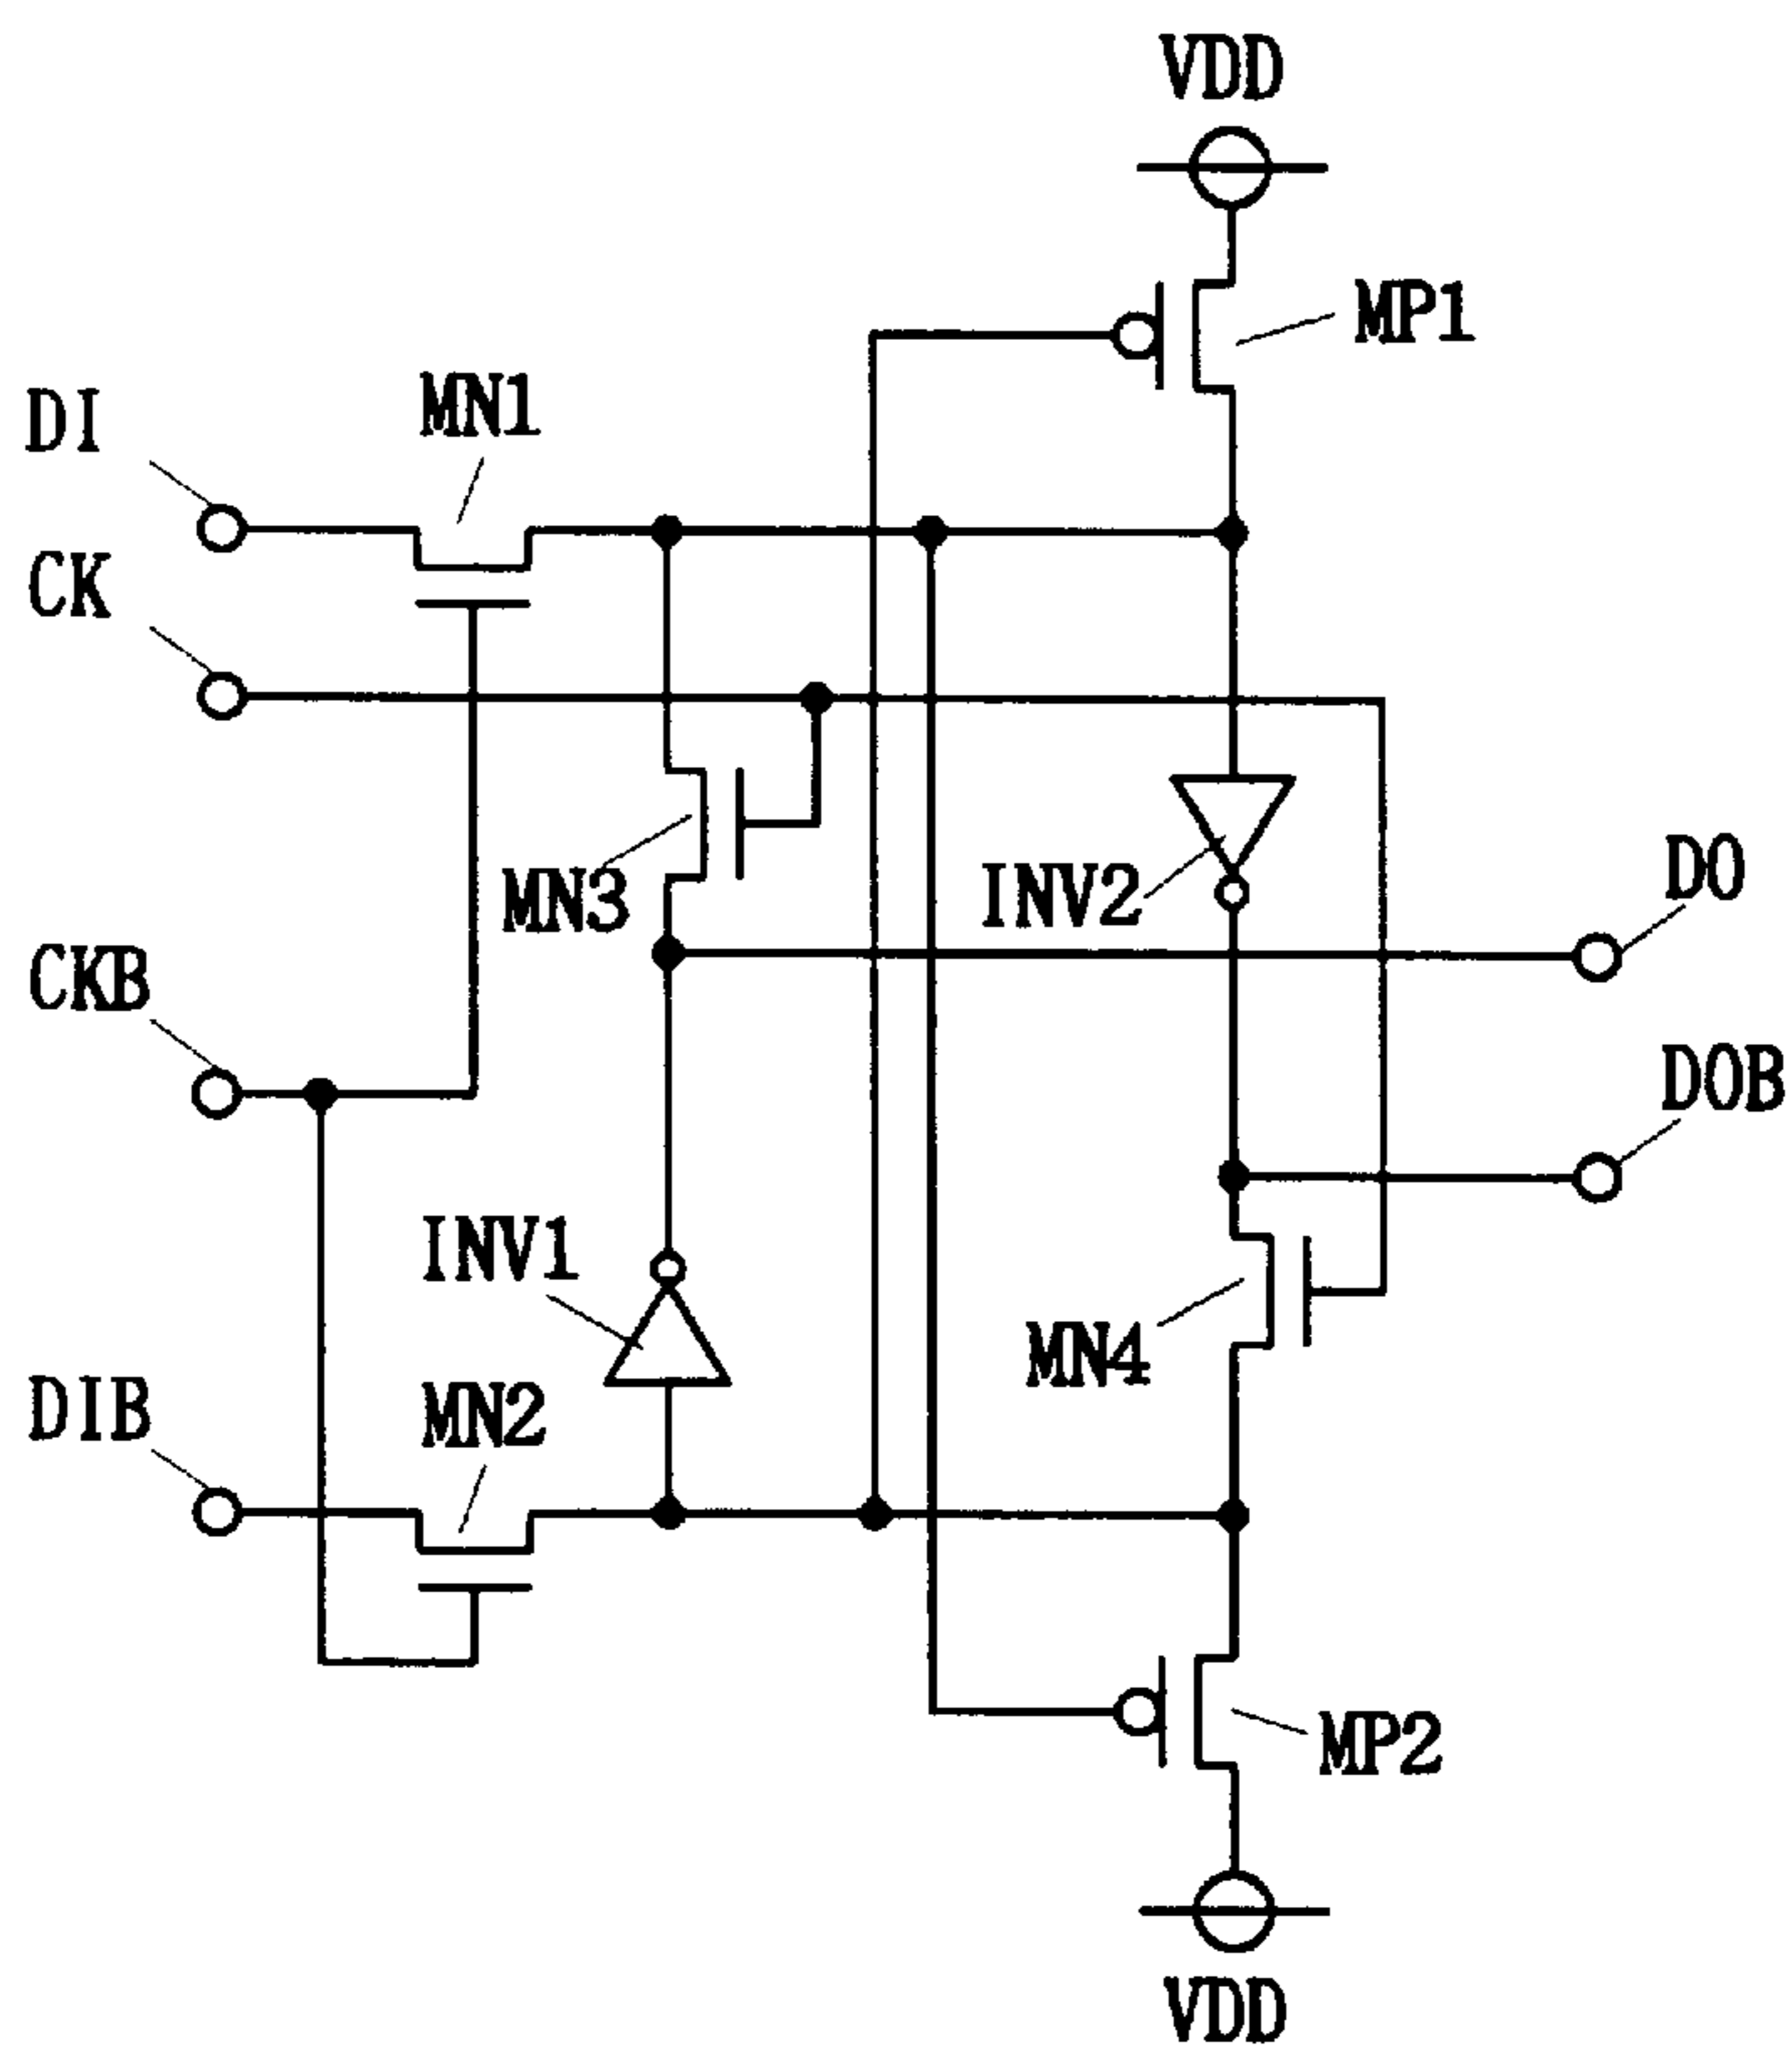 VDD
MP1
MN1
DI
CK
MN3
INV2
DO
CKB
DOB
INV1
MN4
DIB
MN2
MP2
VDD